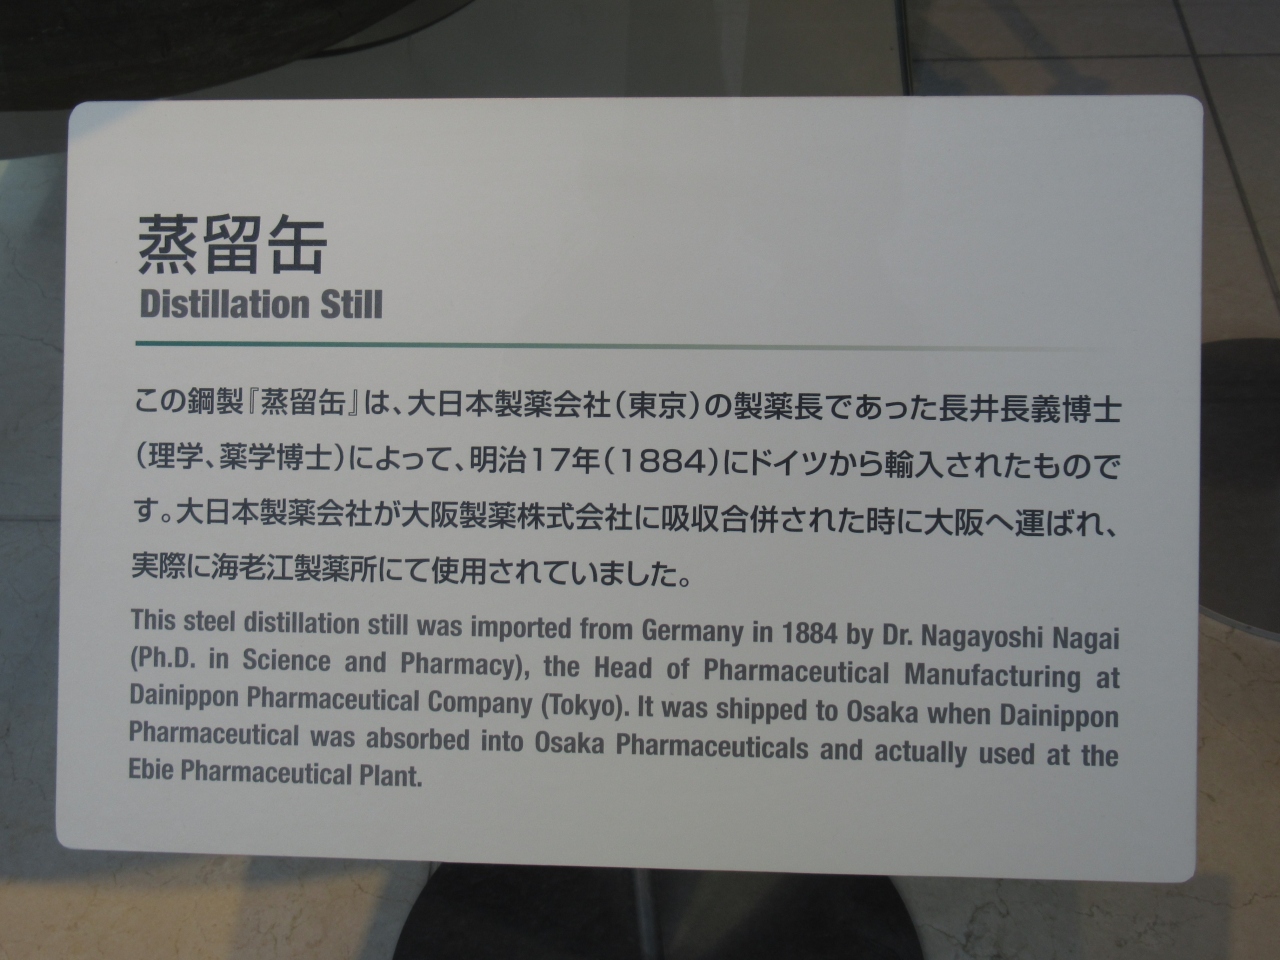 蒸留缶
Distillation Still
この鋼製『蒸留缶』は、大日本製薬会社（東京）の製薬長であった長井長義博士
（理学、薬学博士）によって、明治17年（1884）にドイツから輸入されたもので
す。大日本製薬会社が大阪製薬株式会社に吸収合併された時に大阪へ運ばれ、
実際に海老江製薬所にて使用されていました。
This steel distillation still was imported from Germany in 1884 by Dr. Nagayoshi Nagai
(Ph.D. in Science and Pharmacy), the Head of Pharmaceutical Manufacturing at
Dainippon Pharmaceutical Company (Tokyo). It was shipped to Osaka when Dainippon
Pharmaceutical was absorbed into Osaka Pharmaceuticals and actually used at the
Ebie Pharmaceutical Plant.